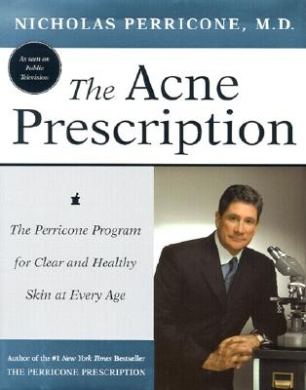 NICHOLAS PERRICONE, M.D.
As seen on
Public
Television
The Acne
Prescription
The Perricone Program
for Clear and Healthy
Skin at Every Age
Author of the #1 New York Times Bestseller
THE PERRICONE PRESCRIPTION